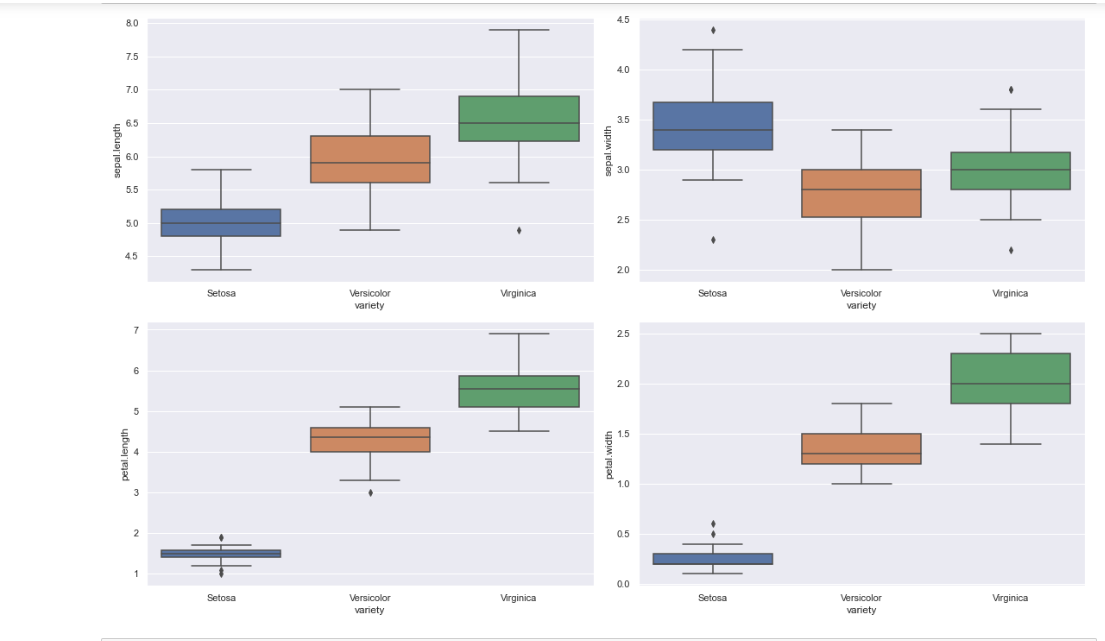 8.0
7.5
7.0
6.5
6.0
5.5
5.0
4.5
sepal.length
Setosa Versicolor Virginica
variety
4.5
4.0
3.5
3.0
2.5
2.0
sepal.width
Setosa Versicolor Virginica
variety
7
6
5
4
3
2
1
petal.length
Setosa Versicolor Virginica
variety
2.5
2.0
1.5
1.0
0.5
0.0
petal.width
Setosa Versicolor Virginica
variety